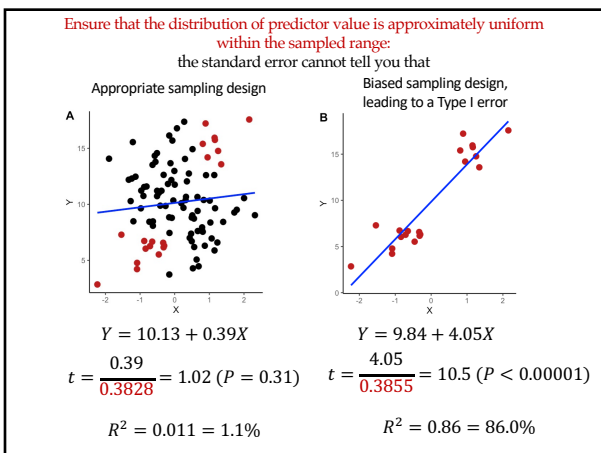 Ensure that the distribution of predictor value is approximately uniform
within the sampled range:
the standard error cannot tell you that
Appropriate sampling design
Biased sampling design,
leading to a Type I error
A
15
10
5
Y
-2 -1 0 1 2
X
B
15
10
5
0
Y
-2 -1 0 1 2
X
Y = 10.13 + 0.39X
t = 0.39 / 0.3828 = 1.02 (P = 0.31)
R² = 0.011 = 1.1%
Y = 9.84 + 4.05X
t = 4.05 / 0.3855 = 10.5 (P < 0.00001)
R² = 0.86 = 86.0%